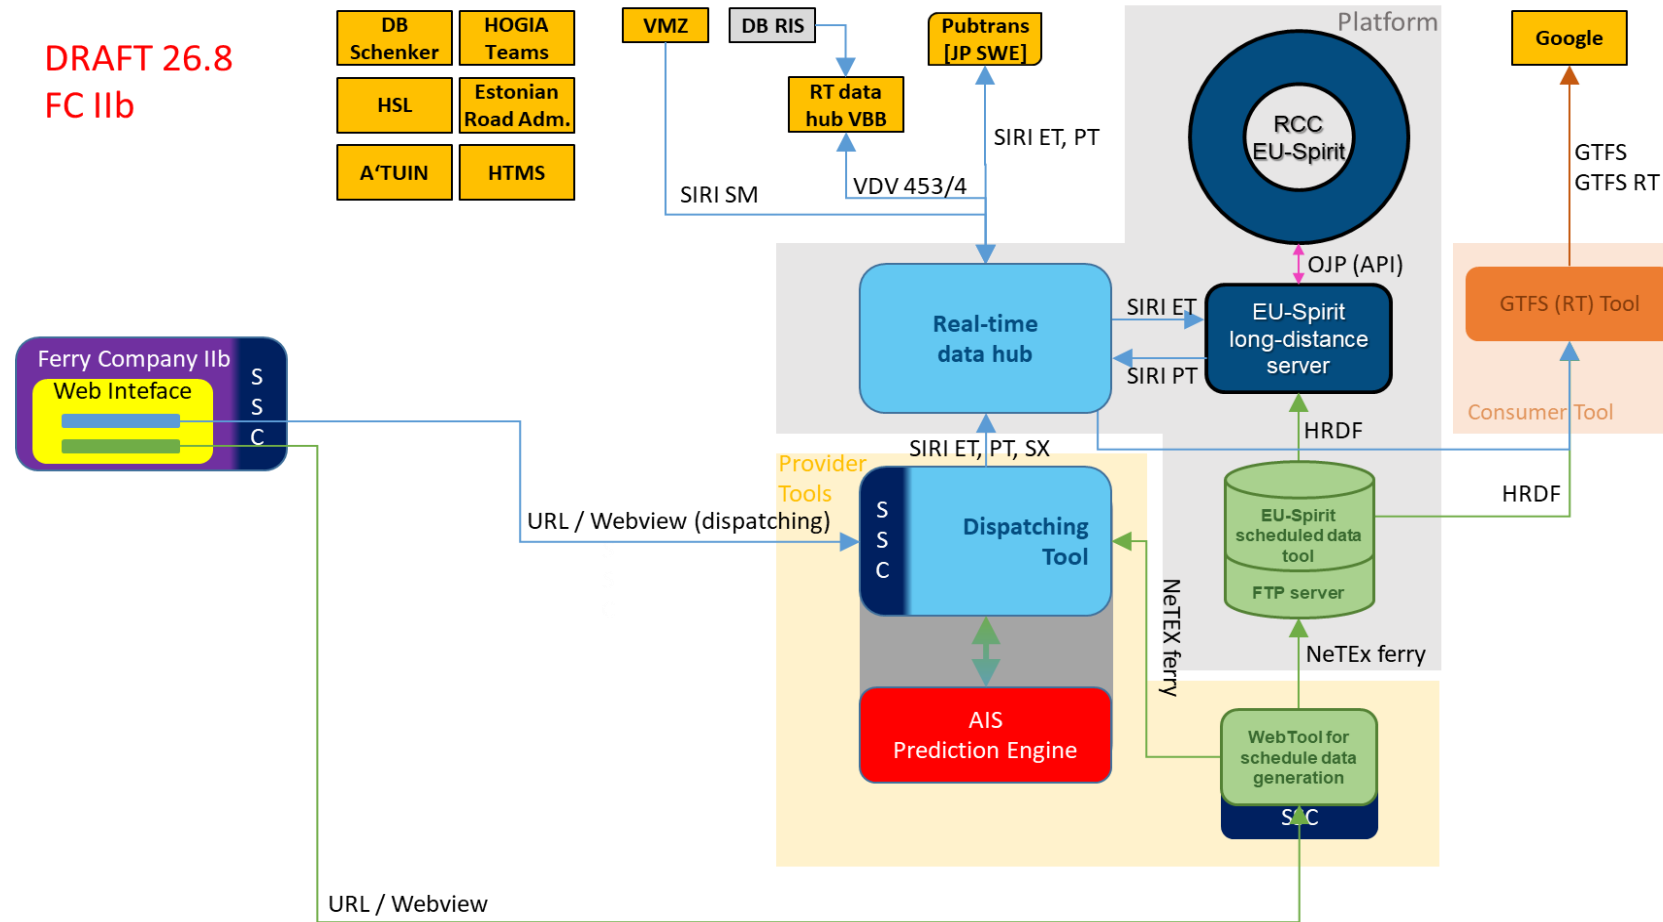 DRAFT 26.8
FC IIb
DB
Schenker
HOGIA
Teams
HSL
Estonian
Road Adm.
A‘TUIN
HTMS
VMZ
DB RIS
Pubtrans
[JP SWE]
RT data
hub VBB
SIRI SM
VDV 453/4
SIRI ET, PT
Platform
RCC
EU-Spirit
OJP (API)
Google
GTFS
GTFS RT
GTFS (RT) Tool
Consumer Tool
Real-time
data hub
SIRI ET
SIRI PT
EU-Spirit
long-distance
server
Ferry Company IIb
Web Inteface
S
S
C
SIRI ET, PT, SX
HRDF
HRDF
Provider
Tools
URL / Webview (dispatching)
S
S
C
Dispatching
Tool
EU-Spirit
scheduled data
tool
FTP server
NeTEX ferry
NeTEx ferry
AIS
Prediction Engine
WebTool for
schedule data
generation
SSC
URL / Webview